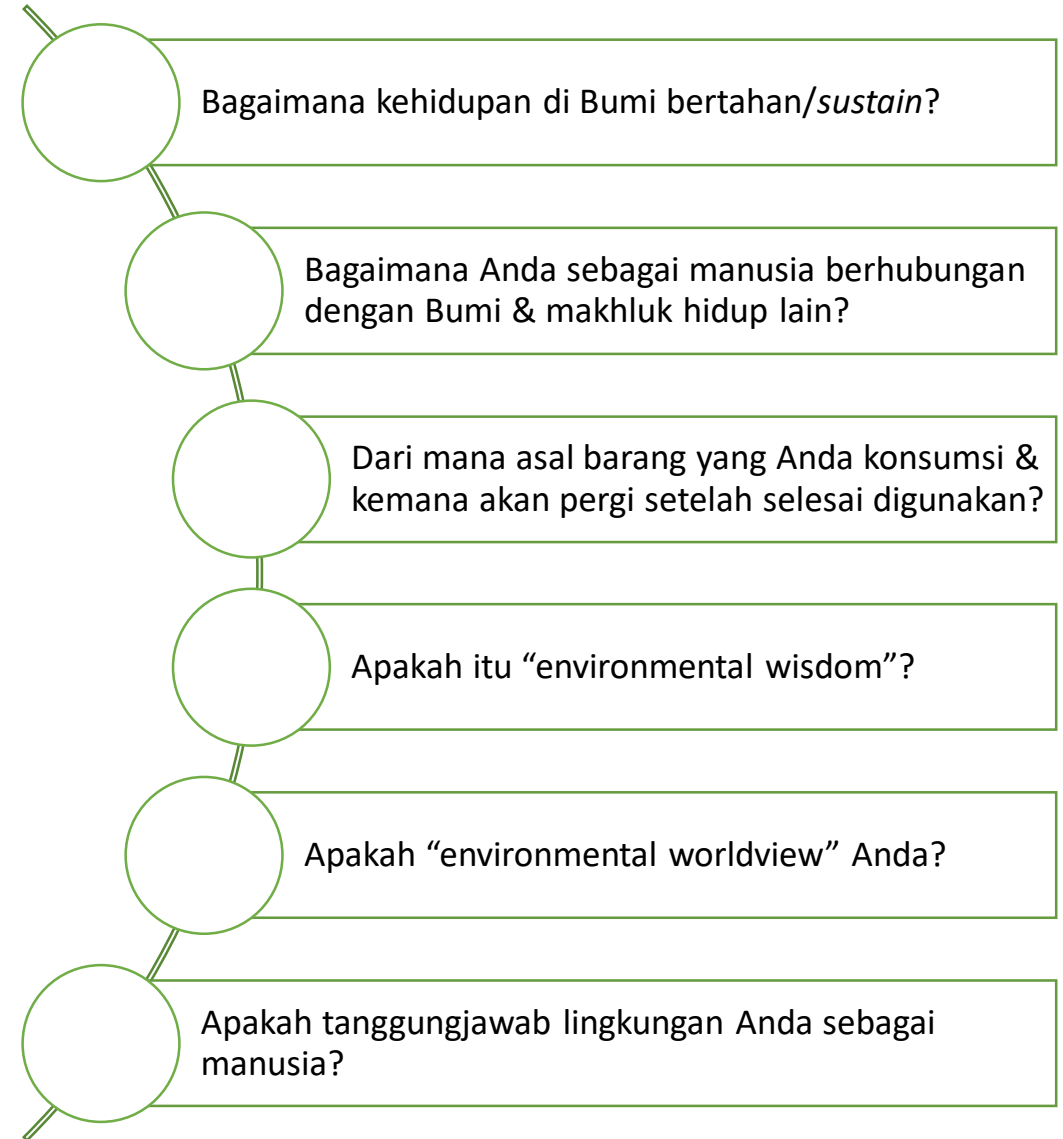 Bagaimana kehidupan di Bumi bertahan/sustain?
Bagaimana Anda sebagai manusia berhubungan
dengan Bumi & makhluk hidup lain?
Dari mana asal barang yang Anda konsumsi &
kemana akan pergi setelah selesai digunakan?
Apakah itu “environmental wisdom”?
Apakah “environmental worldview” Anda?
Apakah tanggungjawab lingkungan Anda sebagai
manusia?